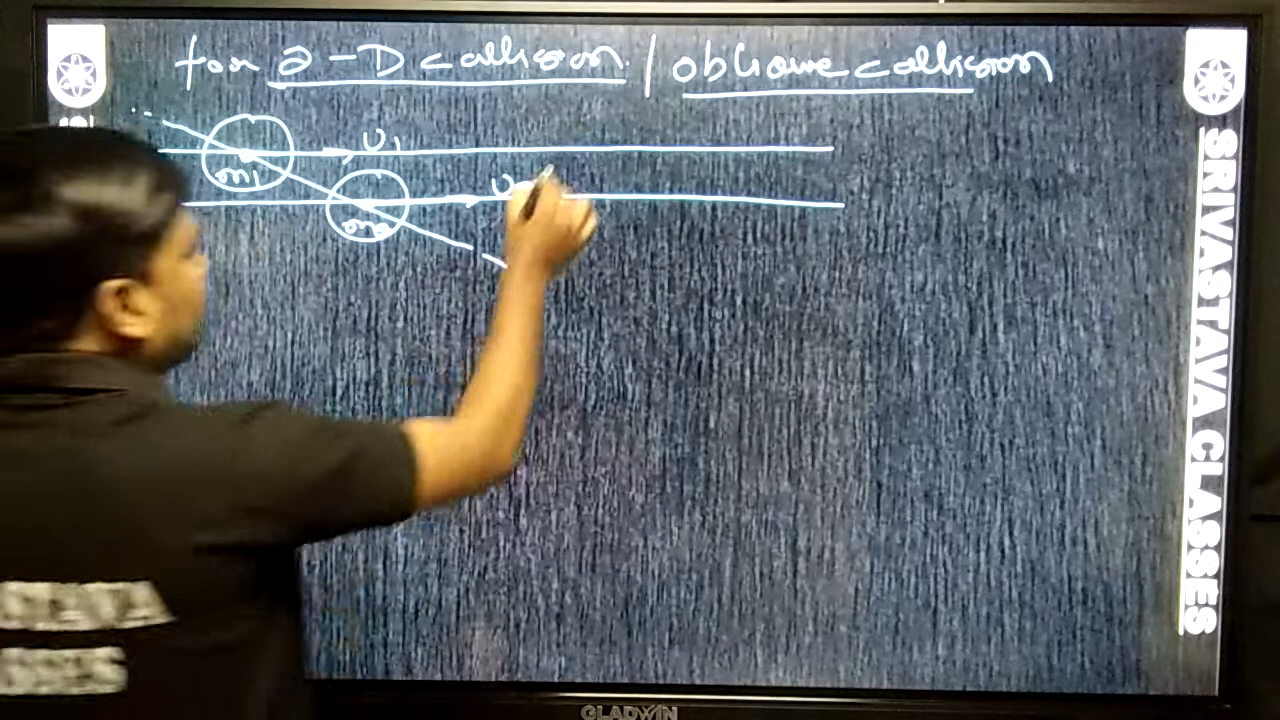 for 2-D collision / oblique collision
U1
m1
U
m2
SRIVASTAVA CLASSES
GLADWIN